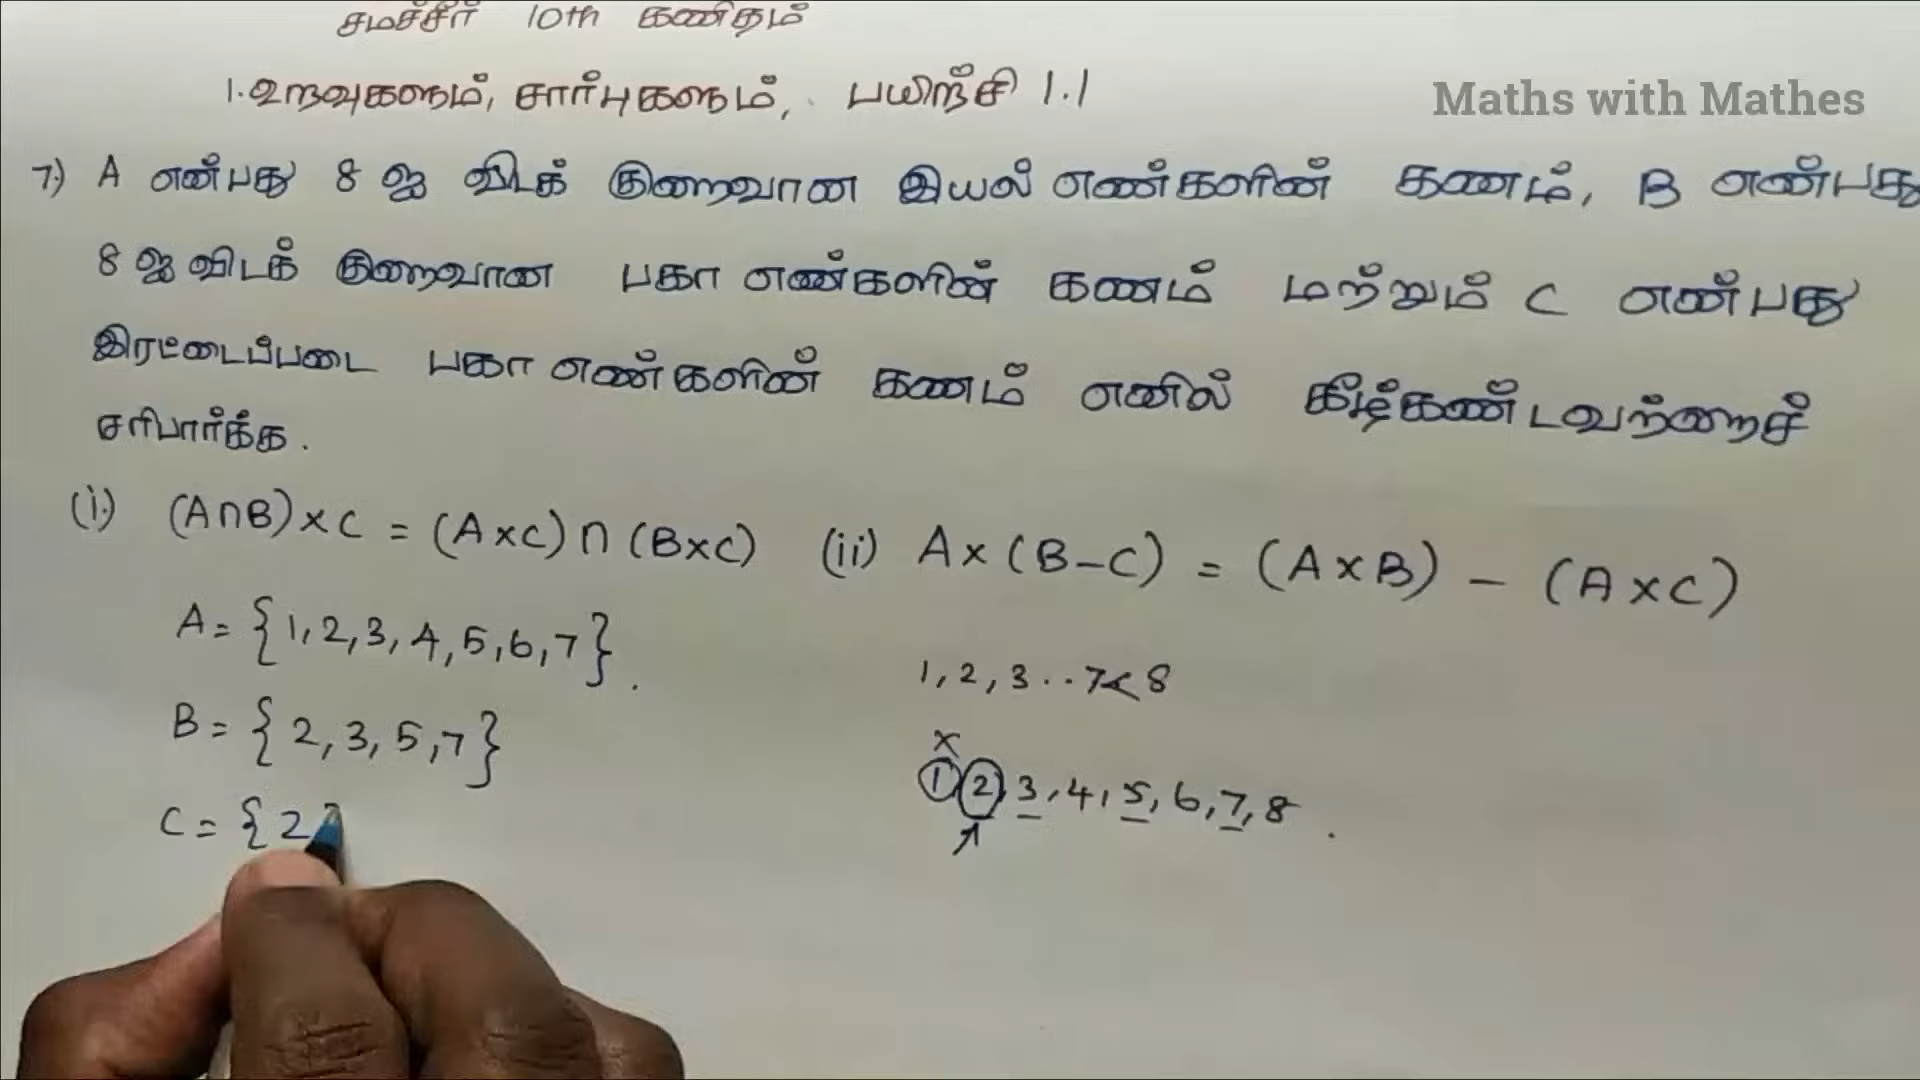 சமச்சீர் 10th கணிதம்
1. உறவுகளும், சார்புகளும், பயிற்சி 1.1
Maths with Mathes
7) A என்பது 8 ஐ விடக் குறைவான இயல் எண்களின் கணம், B என்பது
8 ஐ விடக் குறைவான பகா எண்களின் கணம் மற்றும் C என்பது
இரட்டைப்படை பகா எண்களின் கணம் எனில் கீழ்கண்டவற்றைச்
சரிபார்க்க.
(i) (A∩B)×C = (A×C)∩(B×C) (ii) A×(B-C) = (A×B) - (A×C)
A = {1,2,3,4,5,6,7}.
1,2,3..7<8
B = {2,3,5,7}
×
1 2, 3, 4, 5, 6, 7, 8.
C = {2